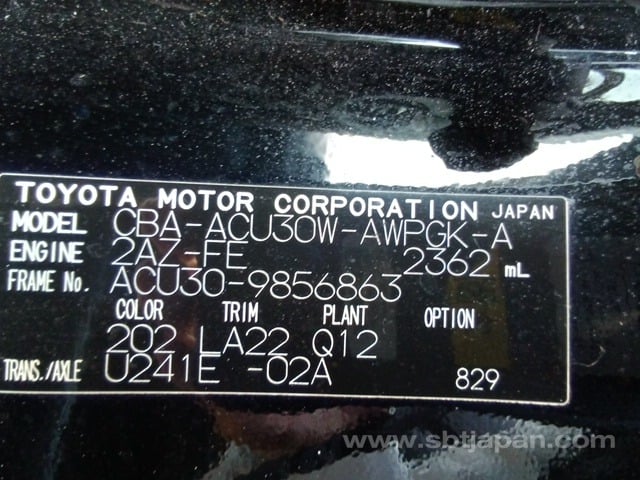 TOYOTA MOTOR CORPORATION JAPAN
MODEL CBA-ACU30W-AWPGK-A
ENGINE 2AZ-FE 2362 mL
FRAME No. ACU30-9856863
COLOR TRIM PLANT OPTION
202 LA22 Q12
TRANS./AXLE U241E -02A 829
www.sbtjapan.com